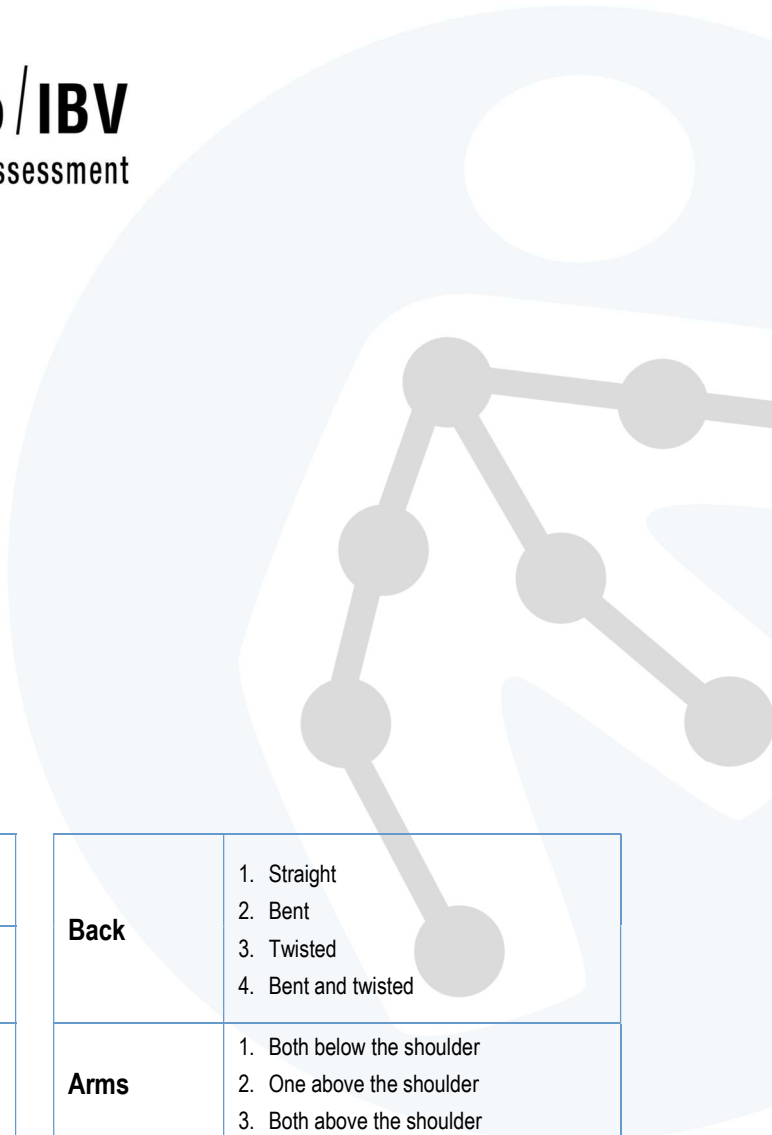 /IBV
Back
1. Straight
2. Bent
3. Twisted
4. Bent and twisted
Arms
1. Both below the shoulder
2. One above the shoulder
3. Both above the shoulder